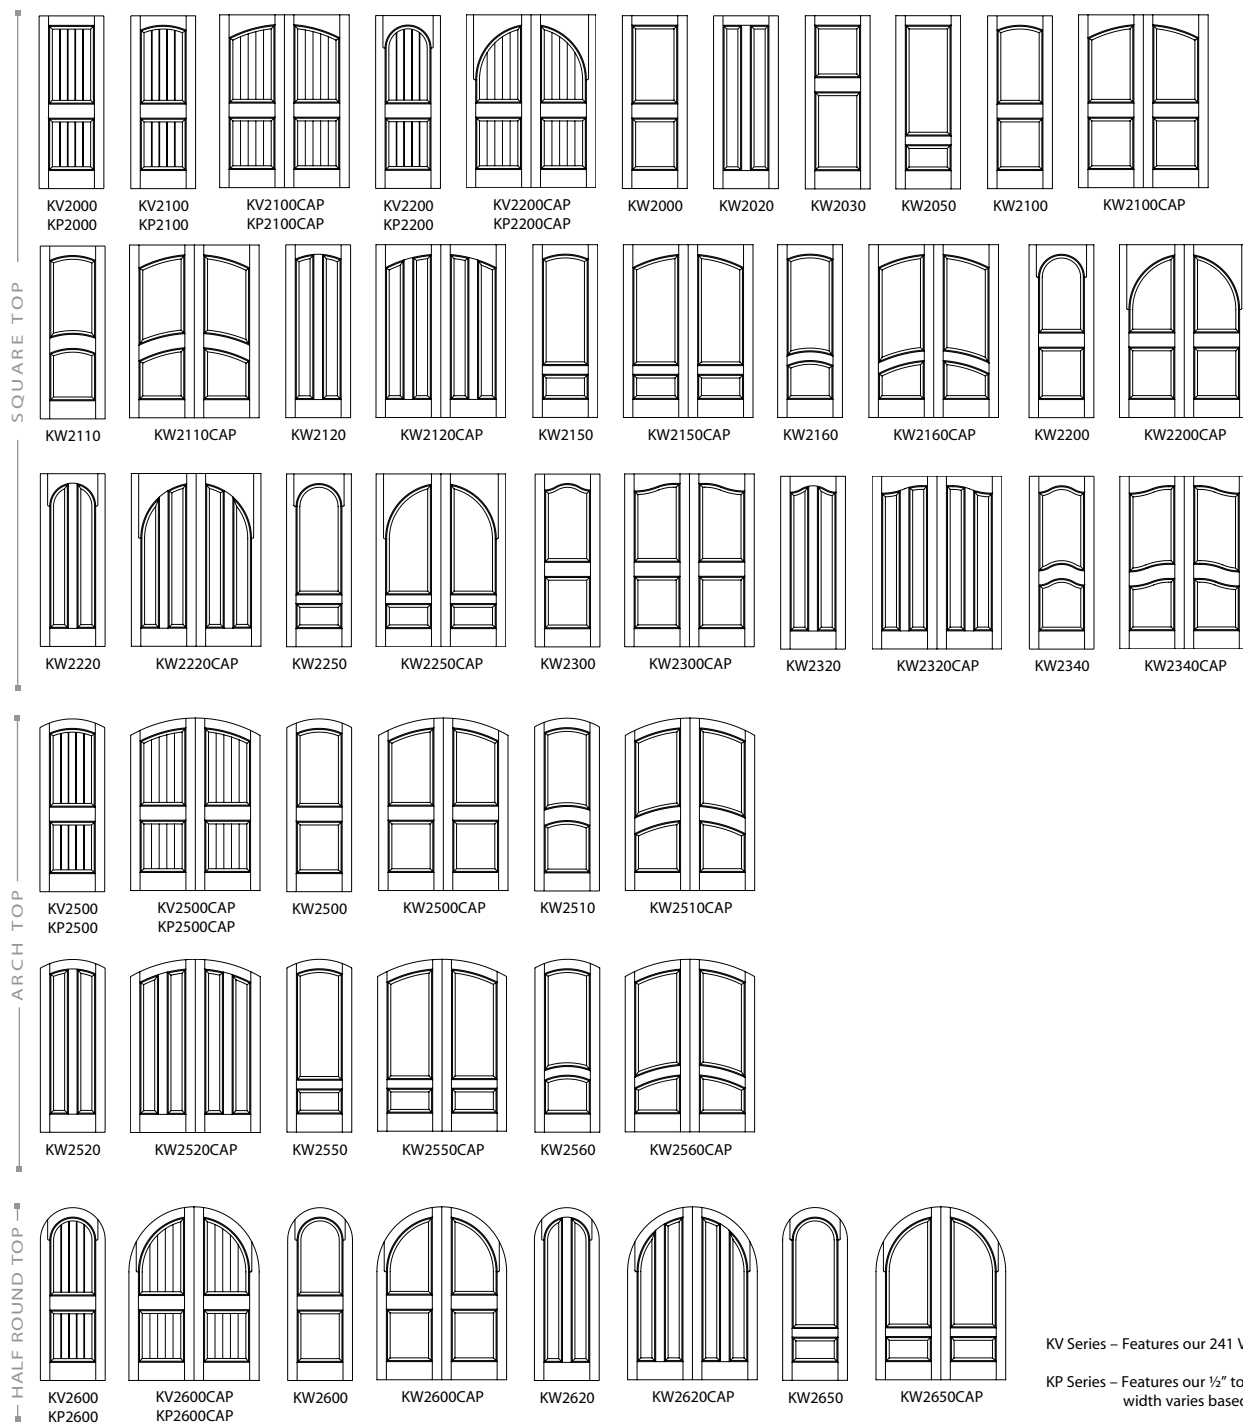 SQUARE TOP
KV2000 KV2100 KV2100CAP KV2200 KV2200CAP KW2000 KW2020 KW2030 KW2050 KW2100 KW2100CAP
KP2000 KP2100 KP2100CAP KP2200 KP2200CAP
KW2110 KW2110CAP KW2120 KW2120CAP KW2150 KW2150CAP KW2160 KW2160CAP KW2200 KW2200CAP
KW2220 KW2220CAP KW2250 KW2250CAP KW2300 KW2300CAP KW2320 KW2320CAP KW2340 KW2340CAP
ARCH TOP
KV2500 KV2500CAP KW2500 KW2500CAP KW2510 KW2510CAP
KP2500 KP2500CAP
KW2520 KW2520CAP KW2550 KW2550CAP KW2560 KW2560CAP
HALF ROUND TOP
KV2600 KV2600CAP KW2600 KW2600CAP KW2620 KW2620CAP KW2650 KW2650CAP
KP2600 KP2600CAP
KV Series – Features our 241 V
KP Series – Features our ½” to
width varies based